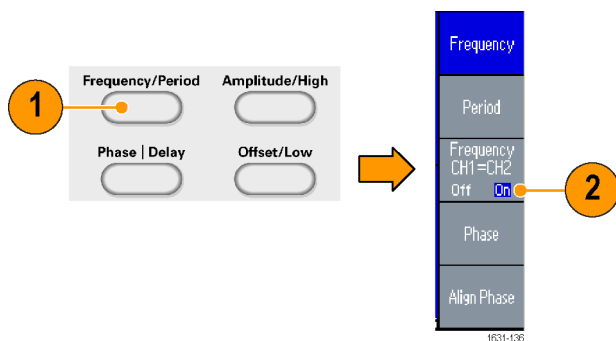 1
Frequency/Period
Amplitude/High
Phase | Delay
Offset/Low
Frequency
Period
Frequency
CH1=CH2
Off On
2
Phase
Align Phase
1631-136